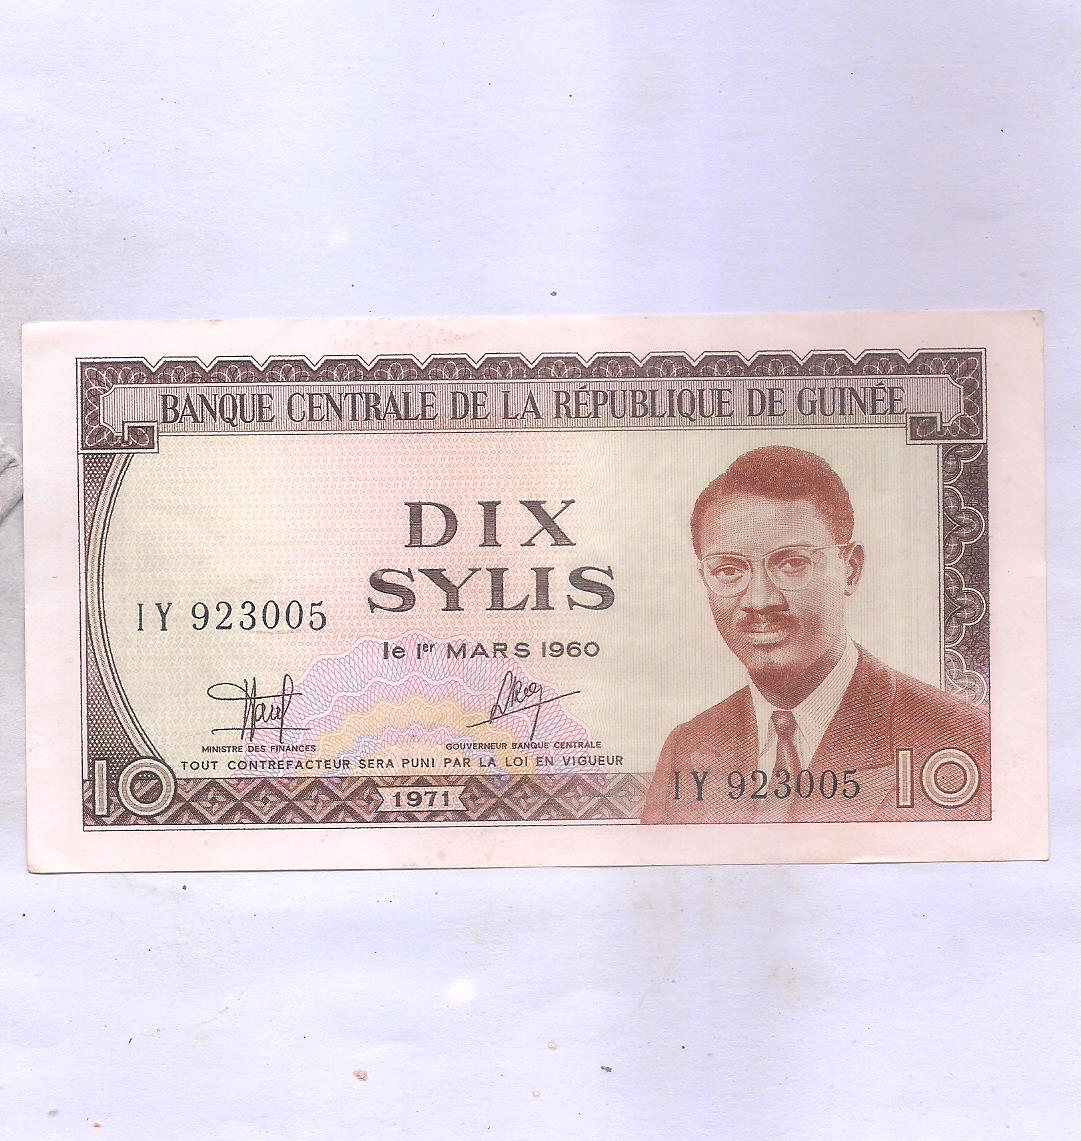 BANQUE CENTRALE DE LA RÉPUBLIQUE DE GUINÉE
DIX
SYLIS
IY 923005
le 1er MARS 1960
MINISTRE DES FINANCES
GOUVERNEUR BANQUE CENTRALE
TOUT CONTREFACTEUR SERA PUNI PAR LA LOI EN VIGUEUR
10
1971
IY 923005
10